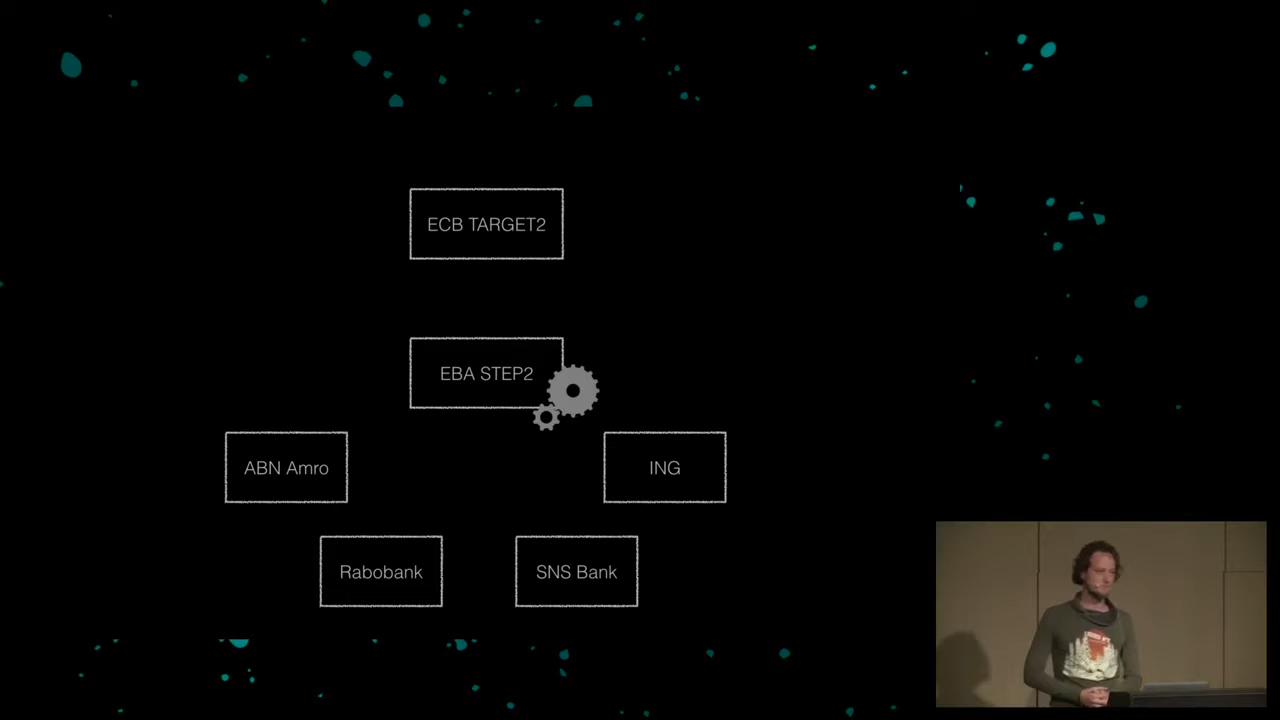 ECB TARGET2
EBA STEP2
ABN Amro
ING
Rabobank
SNS Bank